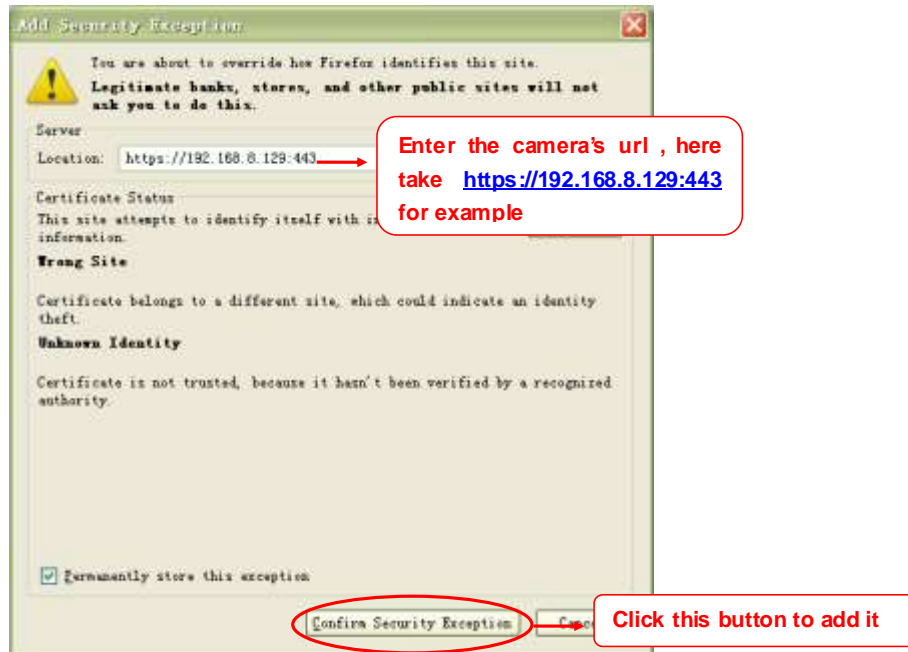 Add Security Exception
You are about to override how Firefox identifies this site.
Legitimate banks, stores, and other public sites will not
ask you to do this.
Server
Location: https://192.168.8.129:443
Enter the camera's url , here
take https://192.168.8.129:443
for example
Certificate Status
This site attempts to identify itself with
information.
Wrong Site
Certificate belongs to a different site, which could indicate an identity
theft.
Unknown Identity
Certificate is not trusted, because it hasn't been verified by a recognized
authority.
Permanently store this exception
Confirm Security Exception
Click this button to add it